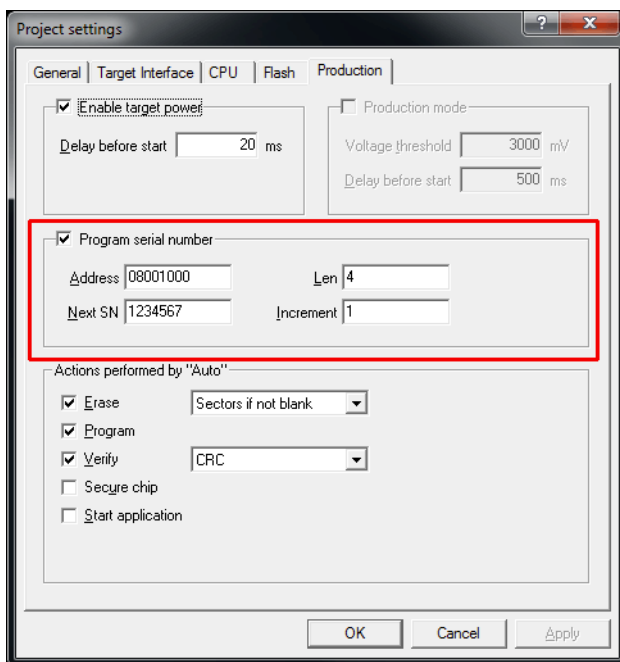 Project settings
General Target Interface CPU Flash Production
Enable target power
Delay before start 20 ms
Production mode
Voltage threshold 3000 mV
Delay before start 500 ms
Program serial number
Address 08001000 Len 4
Next SN 1234567 Increment 1
Actions performed by "Auto"
Erase Sectors if not blank
Program
Verify CRC
Secure chip
Start application
OK Cancel Apply